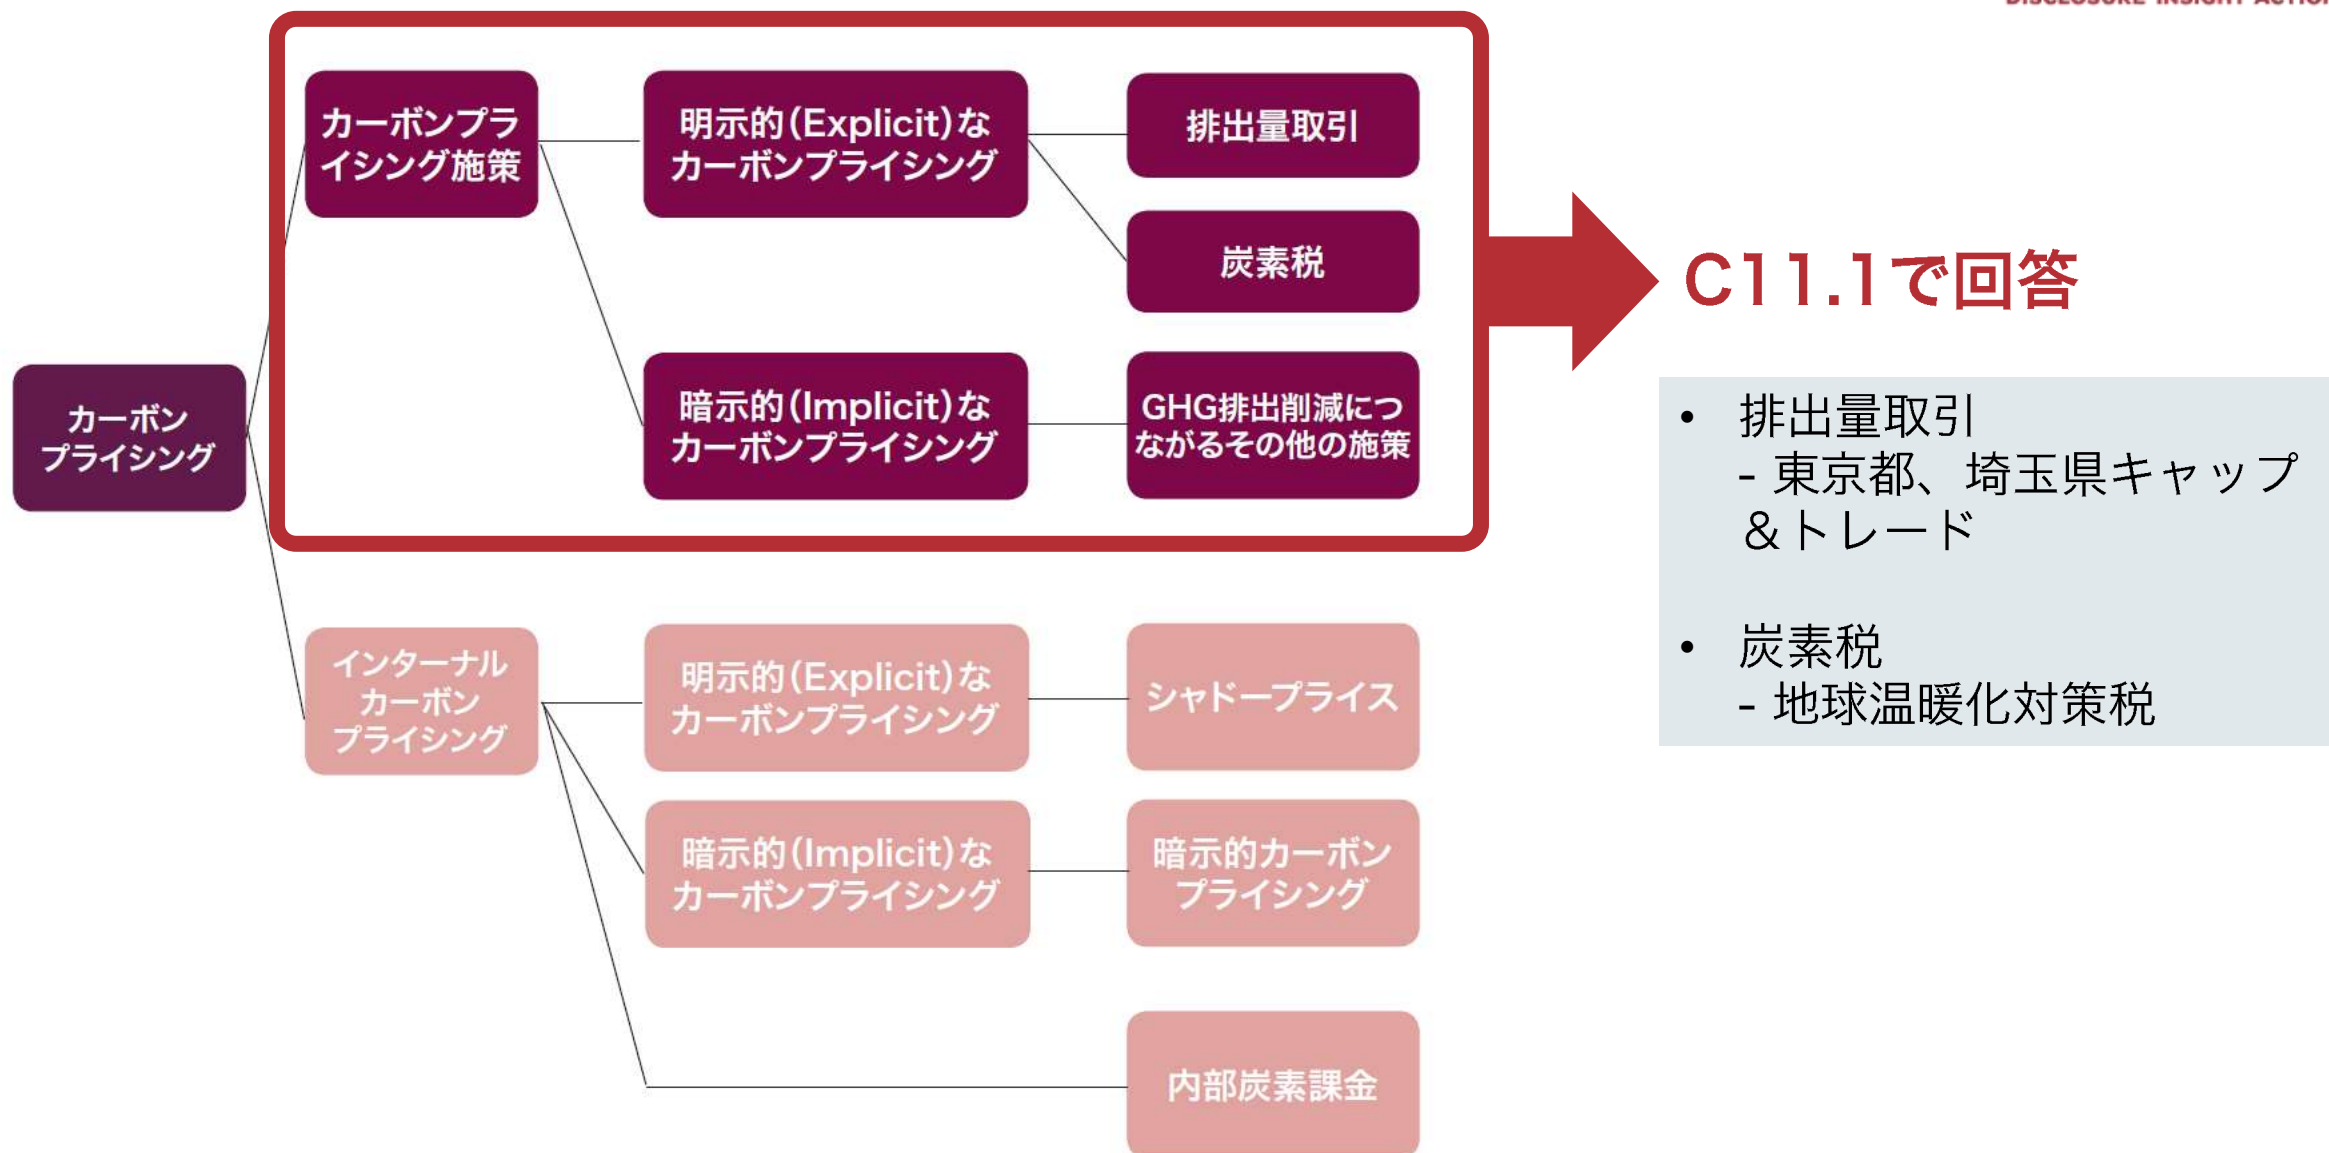 DISCLOSURE INSIGHT ACTION
カーボンプラ
イシング施策
明示的(Explicit)な
カーボンプライシング
排出量取引
炭素税
暗示的(Implicit)な
カーボンプライシング
GHG排出削減につ
ながるその他の施策
カーボン
プライシング
インターナル
カーボン
プライシング
明示的(Explicit)な
カーボンプライシング
シャドープライス
暗示的(Implicit)な
カーボンプライシング
暗示的カーボン
プライシング
内部炭素課金
C11.1で回答
• 排出量取引
- 東京都、埼玉県キャップ
＆トレード
• 炭素税
- 地球温暖化対策税